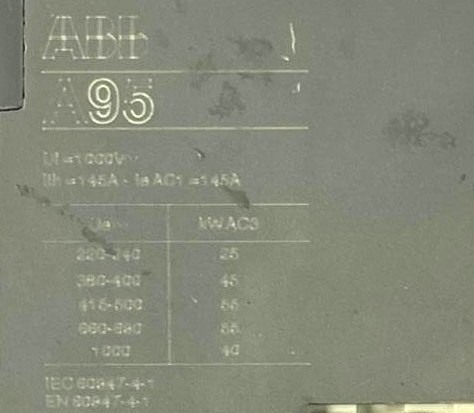 ABB
A95
Ui =1000V~
Ith =145A - Ie AC1 =145A
Ue~ kW AC3
220-240 25
380-400 45
415-500 55
660-690 55
1000 40
IEC 60947-4-1
EN 60947-4-1